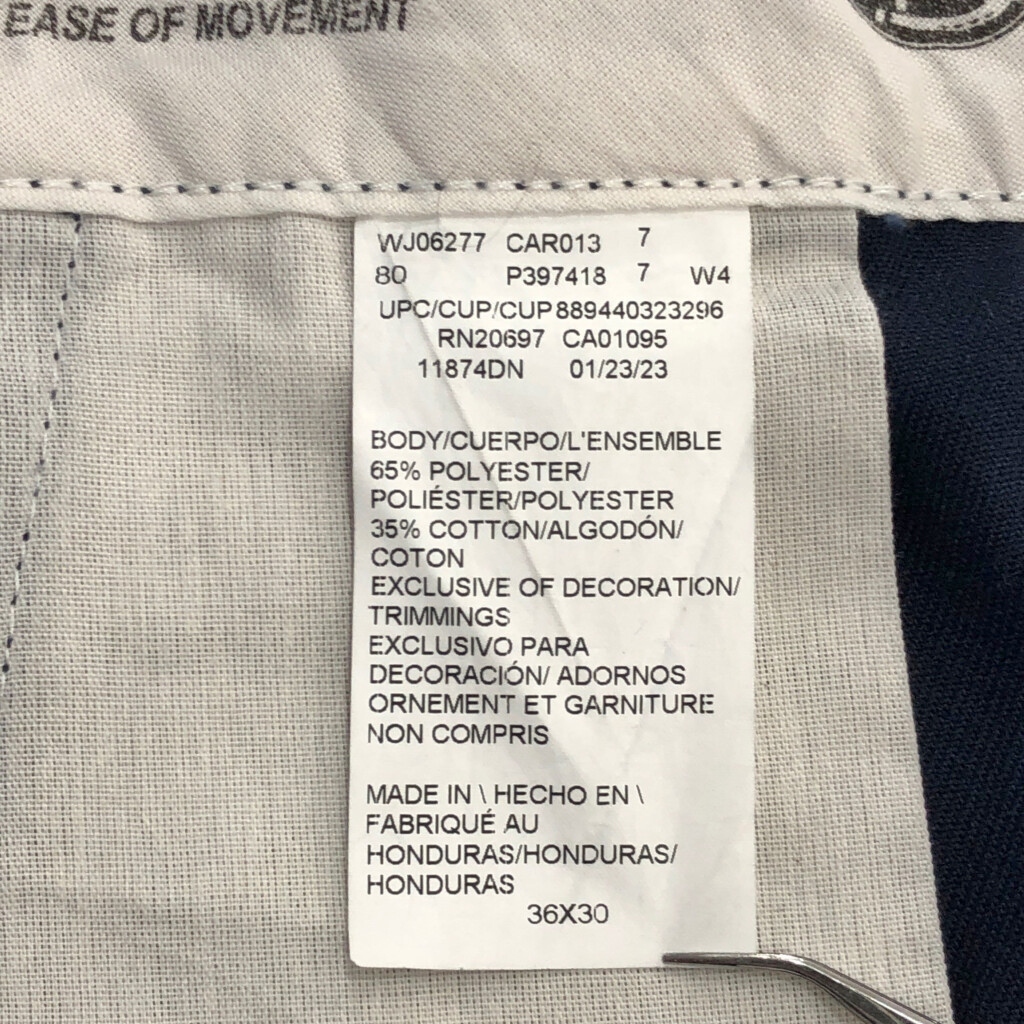 EASE OF MOVEMENT
WJ06277 CAR013 7
80 P397418 7 W4
UPC/CUP/CUP889440323296
RN20697 CA01095
11874DN 01/23/23
BODY/CUERPO/L'ENSEMBLE
65% POLYESTER/
POLIÉSTER/POLYESTER
35% COTTON/ALGODÓN/
COTON
EXCLUSIVE OF DECORATION/
TRIMMINGS
EXCLUSIVO PARA
DECORACIÓN/ ADORNOS
ORNEMENT ET GARNITURE
NON COMPRIS
MADE IN \ HECHO EN \
FABRIQUÉ AU
HONDURAS/HONDURAS/
HONDURAS
36X30